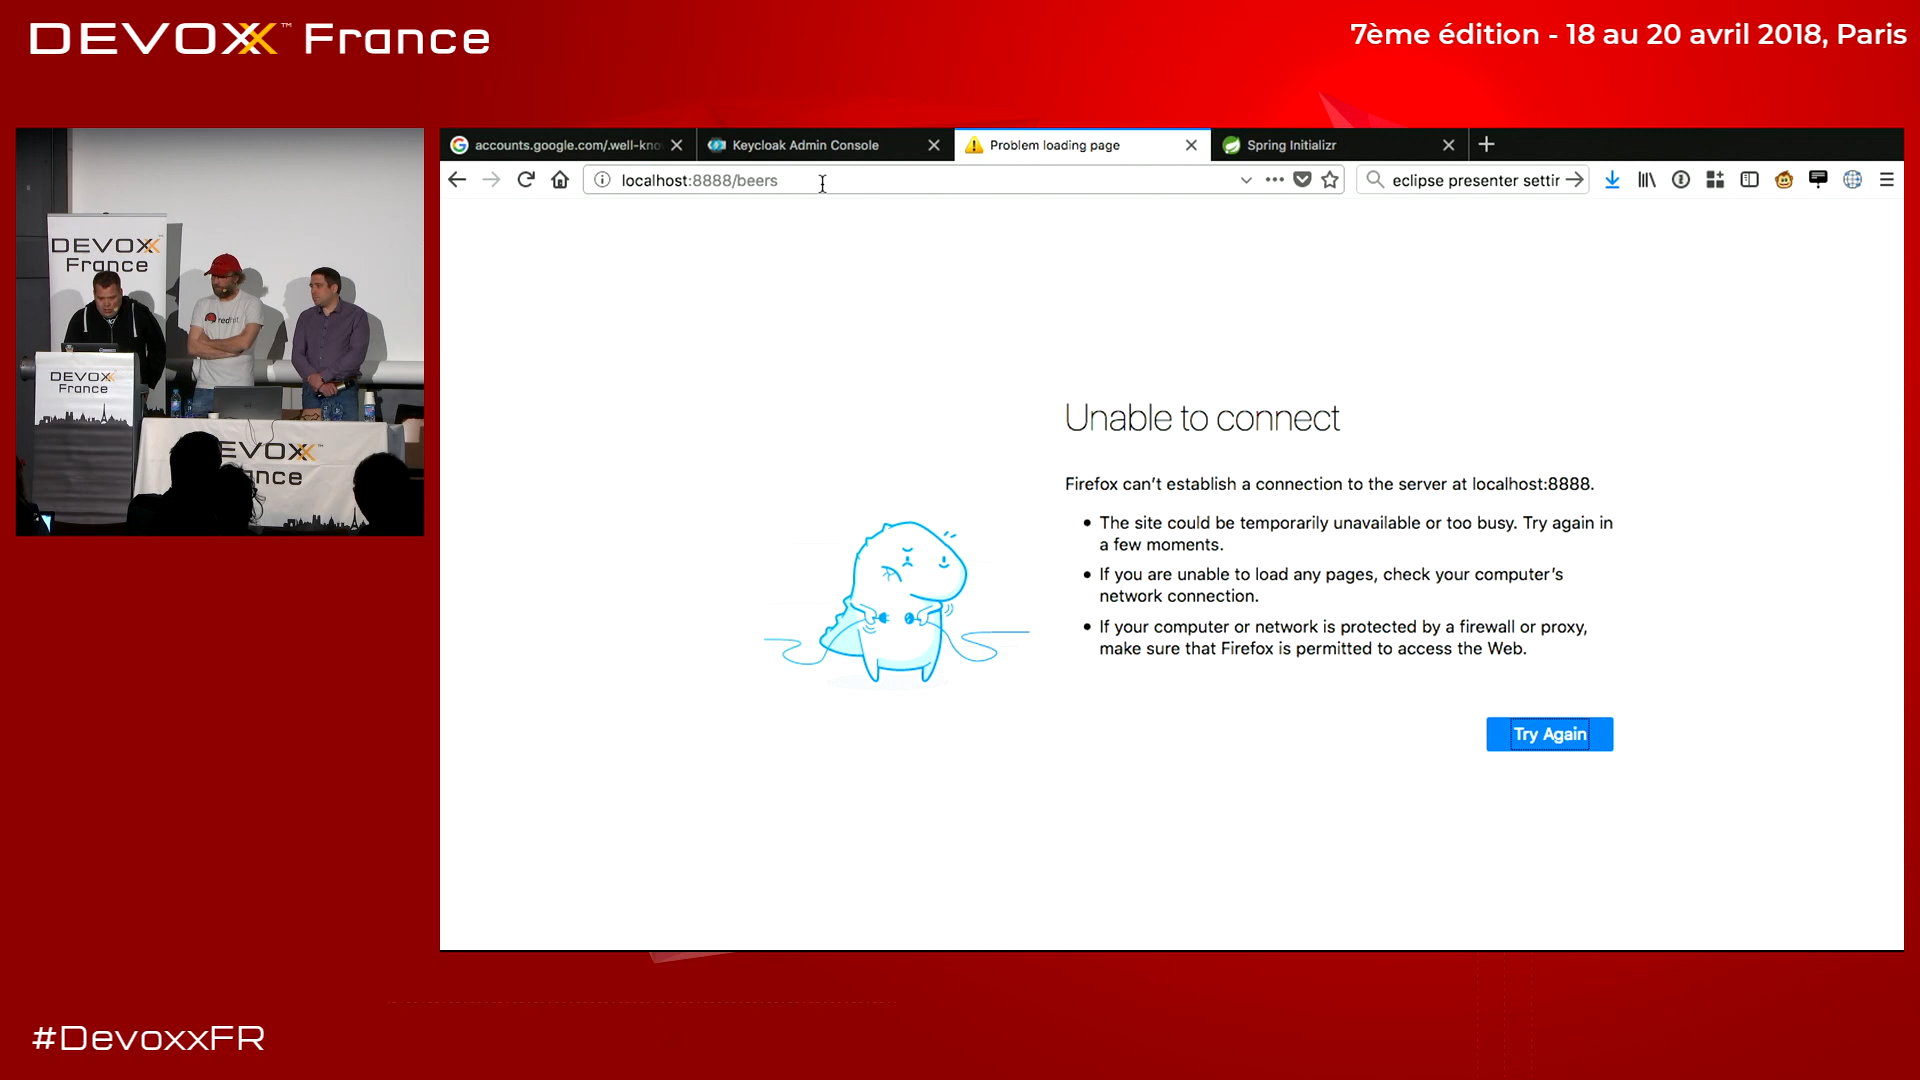 DEVOXX™ France
7ème édition - 18 au 20 avril 2018, Paris
accounts.google.com/.well-kno
Keycloak Admin Console
Problem loading page
Spring Initializr
localhost:8888/beers
eclipse presenter settir
DEVOXX
France
redhat
DEVOXX
France
EVOXX™
ance
Unable to connect
Firefox can’t establish a connection to the server at localhost:8888.
• The site could be temporarily unavailable or too busy. Try again in
a few moments.
• If you are unable to load any pages, check your computer’s
network connection.
• If your computer or network is protected by a firewall or proxy,
make sure that Firefox is permitted to access the Web.
Try Again
#DevoxxFR